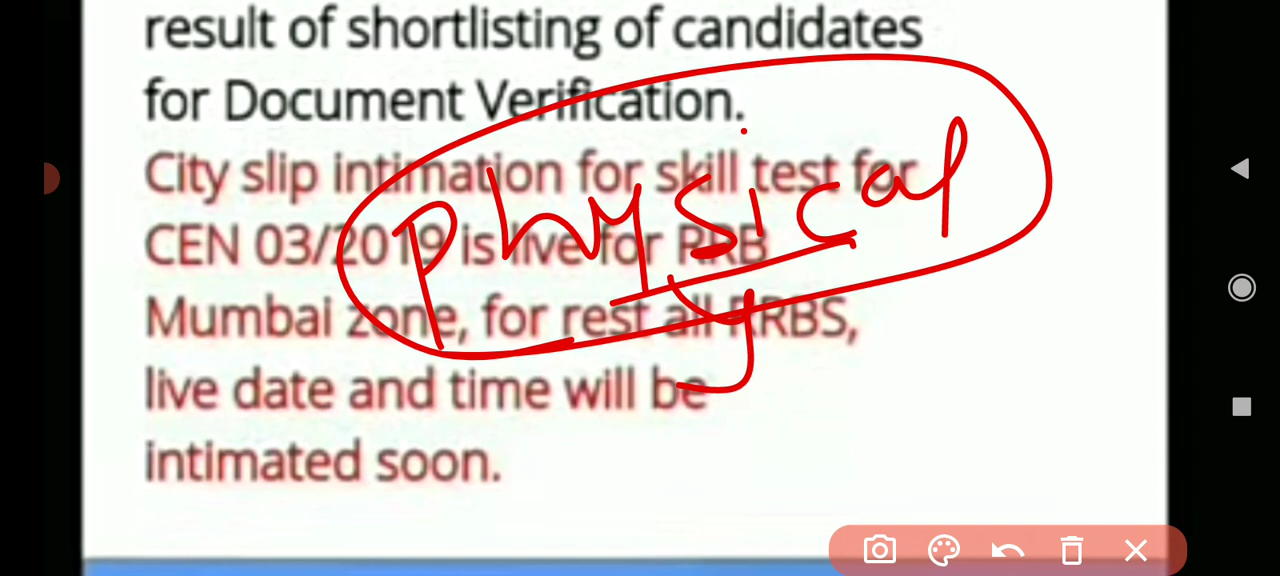 result of shortlisting of candidates
for Document Verification.
City slip intimation for skill test for
CEN 03/2019 is live for RRB
Mumbai zone, for rest all RRBS,
live date and time will be
intimated soon.
Physical
y